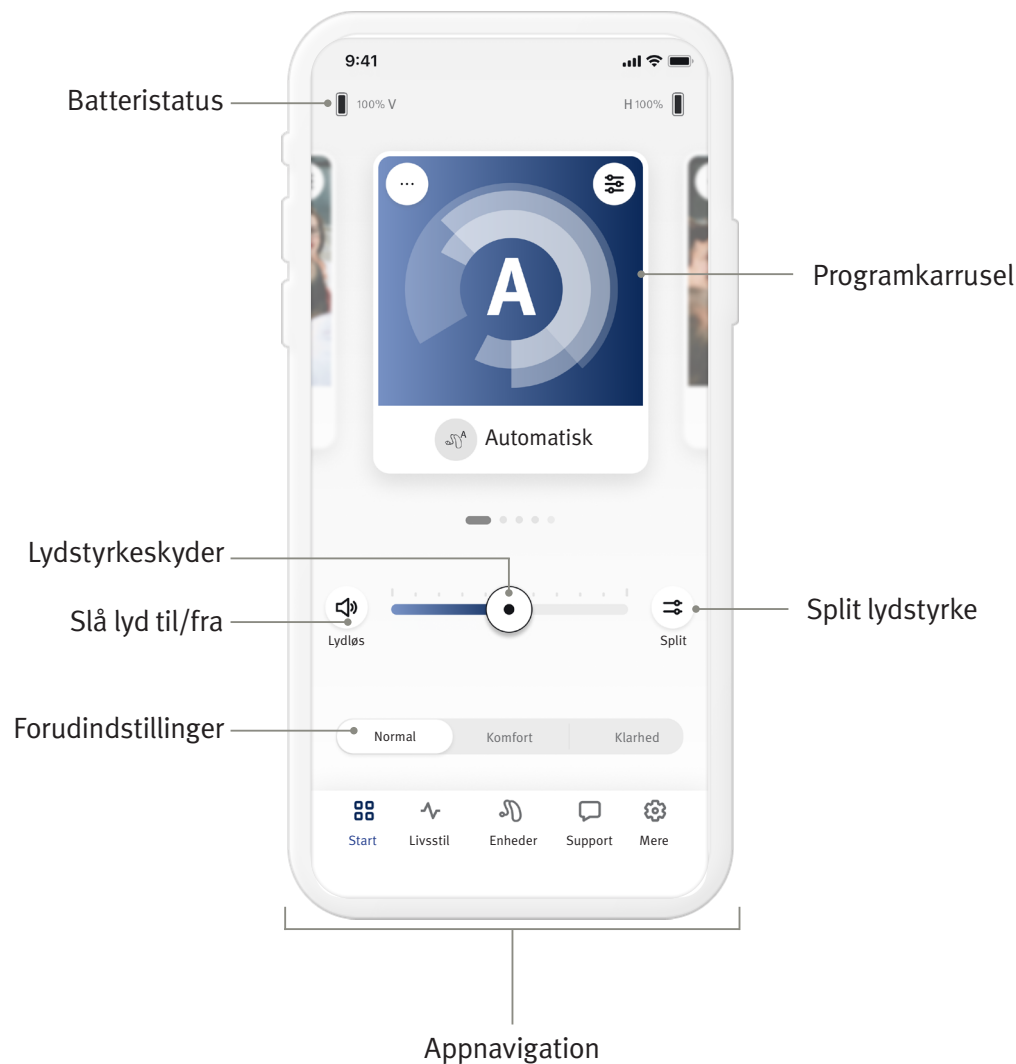 9:41
Batteristatus
100% V
H 100%
...
A
Programkarrusel
A
Automatisk
Lydstyrkeskyder
Slå lyd til/fra
Lydløs
Split lydstyrke
Split
Forudindstillinger
Normal
Komfort
Klarhed
Start
Livsstil
Enheder
Support
Mere
Appnavigation